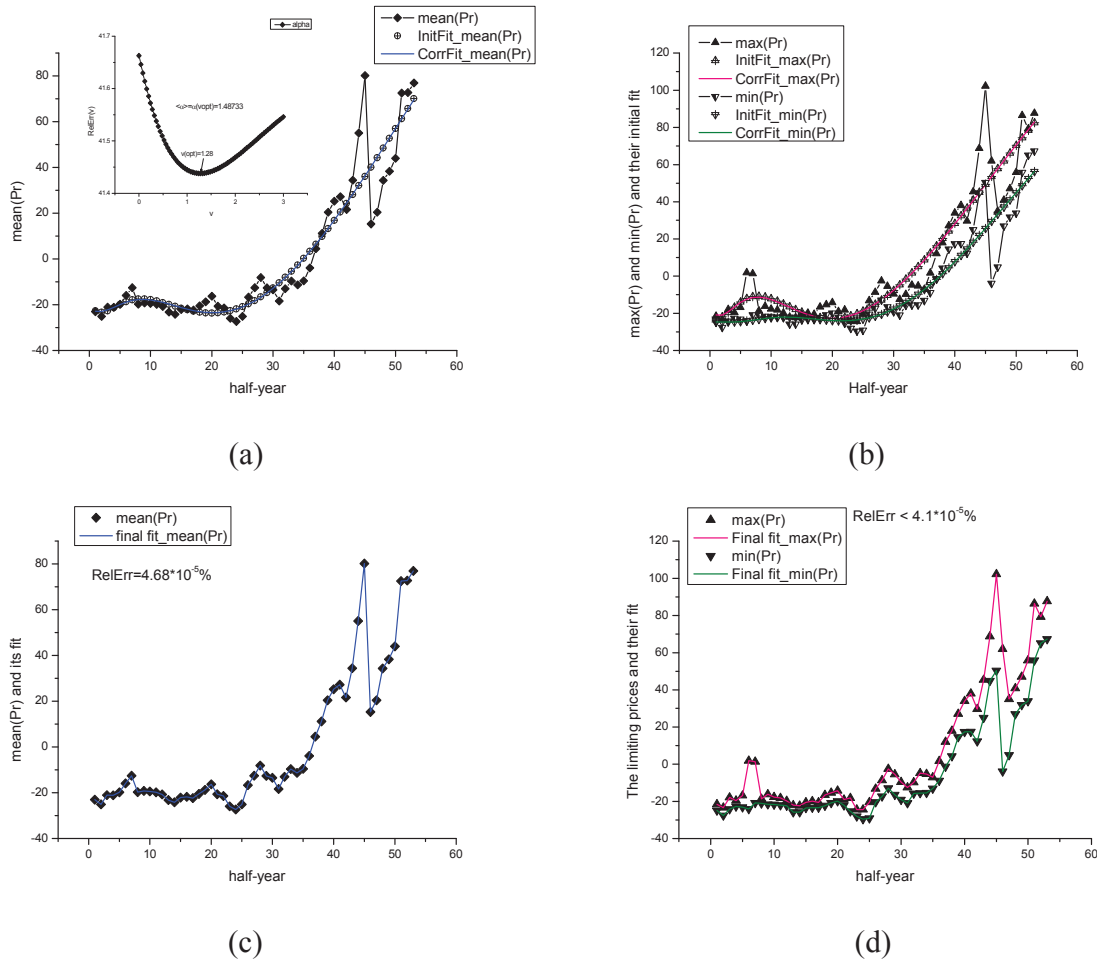 alpha
41.7
41.6
41.5
41.4
RelErr(v)
<α>=α(vopt)=1.48733
v(opt)=1.28
0 1 2 3
v
mean(Pr)
InitFit_mean(Pr)
CorrFit_mean(Pr)
80
60
40
20
0
-20
-40
mean(Pr)
0 10 20 30 40 50 60
half-year
(a)
max(Pr)
InitFit_max(Pr)
CorrFit_max(Pr)
min(Pr)
InitFit_min(Pr)
CorrFit_min(Pr)
120
100
80
60
40
20
0
-20
-40
max(Pr) and min(Pr) and their initial fit
0 10 20 30 40 50 60
Half-year
(b)
mean(Pr)
final fit_mean(Pr)
RelErr=4.68*10⁻⁵%
80
60
40
20
0
-20
-40
mean(Pr) and its fit
0 10 20 30 40 50 60
half-year
(c)
max(Pr)
Final fit_max(Pr)
min(Pr)
Final fit_min(Pr)
RelErr < 4.1*10⁻⁵%
120
100
80
60
40
20
0
-20
-40
The limiting prices and their fit
0 10 20 30 40 50 60
half-year
(d)